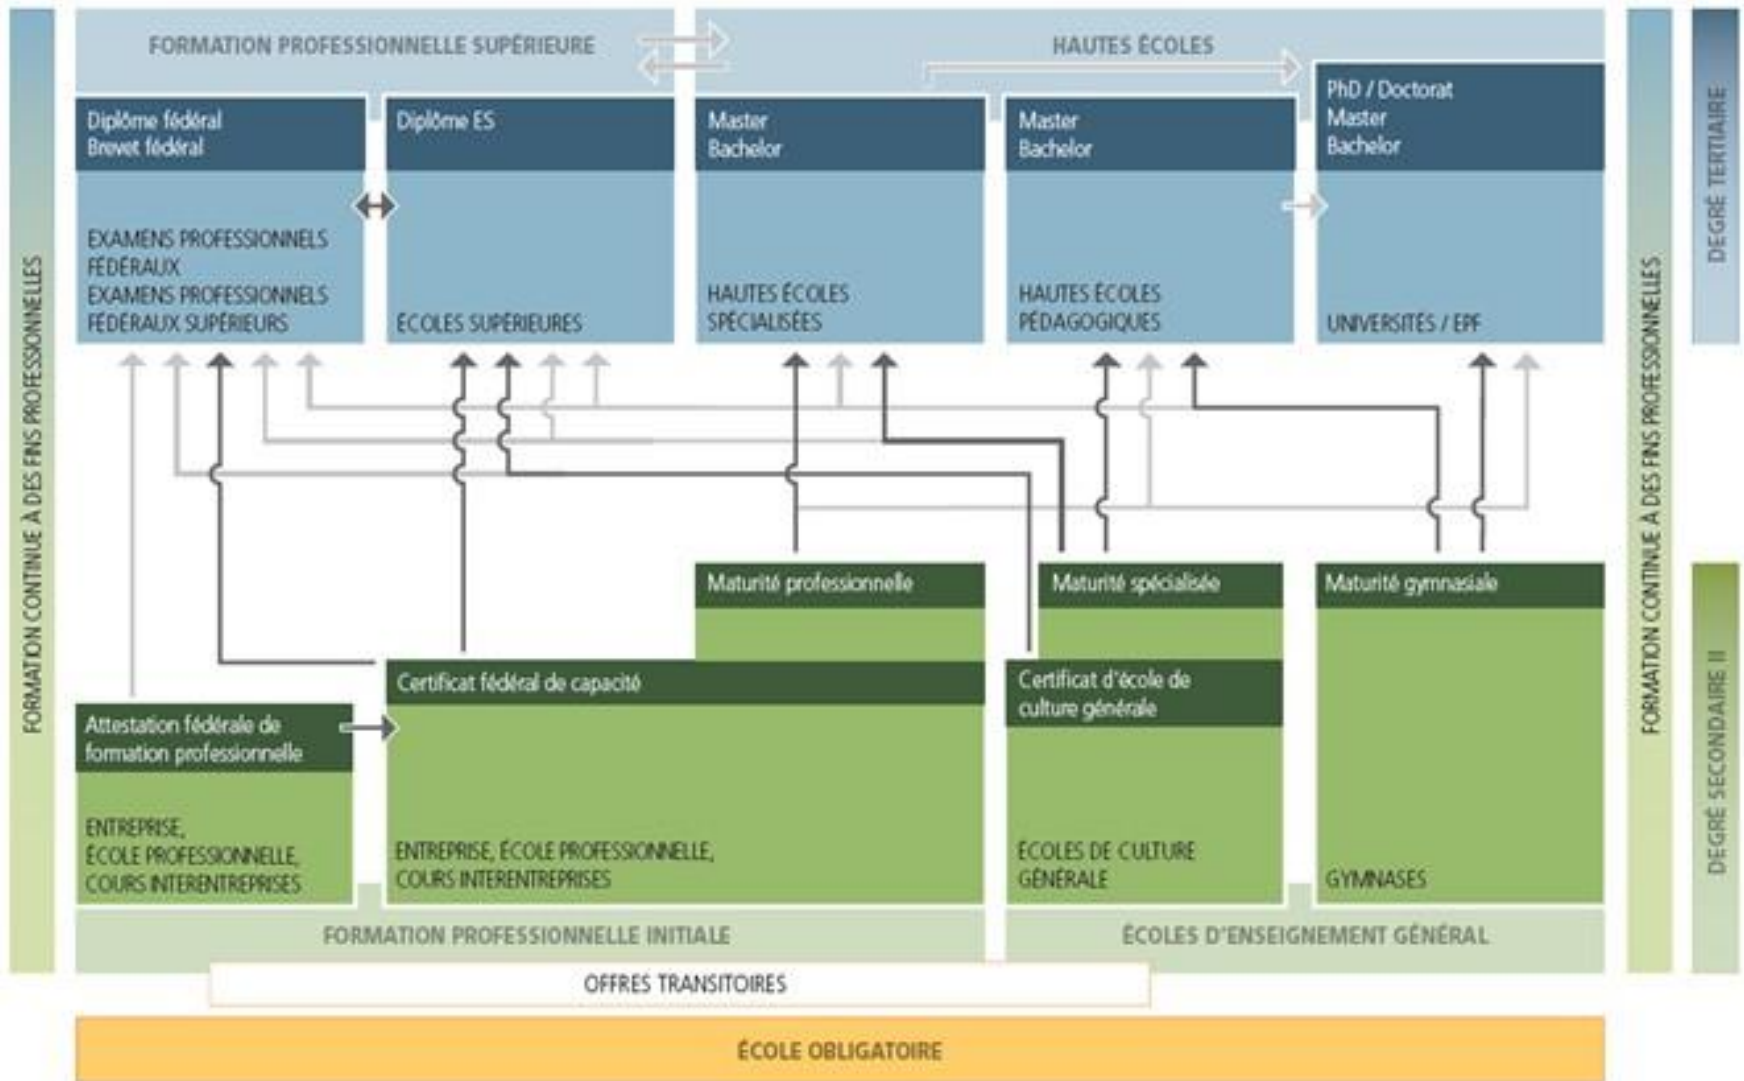 FORMATION PROFESSIONNELLE SUPÉRIEURE
HAUTES ÉCOLES
Diplôme fédéral
Brevet fédéral
Diplôme ES
Master
Bachelor
Master
Bachelor
PhD / Doctorat
Master
Bachelor
EXAMENS PROFESSIONNELS
FÉDÉRAUX
EXAMENS PROFESSIONNELS
FÉDÉRAUX SUPÉRIEURS
ÉCOLES SUPÉRIEURES
HAUTES ÉCOLES
SPÉCIALISÉES
HAUTES ÉCOLES
PÉDAGOGIQUES
UNIVERSITÉS / EPF
FORMATION CONTINUE À DES FINS PROFESSIONNELLES
FORMATION CONTINUE À DES FINS PROFESSIONNELLES
DEGRÉ TERTIAIRE
DEGRÉ SECONDAIRE II
Maturité professionnelle
Maturité spécialisée
Maturité gymnasiale
Certificat fédéral de capacité
Certificat d'école de
culture générale
Attestation fédérale de
formation professionnelle
ENTREPRISE,
ÉCOLE PROFESSIONNELLE,
COURS INTERENTREPRISES
ENTREPRISE, ÉCOLE PROFESSIONNELLE,
COURS INTERENTREPRISES
ÉCOLES DE CULTURE
GÉNÉRALE
GYMNASES
FORMATION PROFESSIONNELLE INITIALE
ÉCOLES D'ENSEIGNEMENT GÉNÉRAL
OFFRES TRANSITOIRES
ÉCOLE OBLIGATOIRE